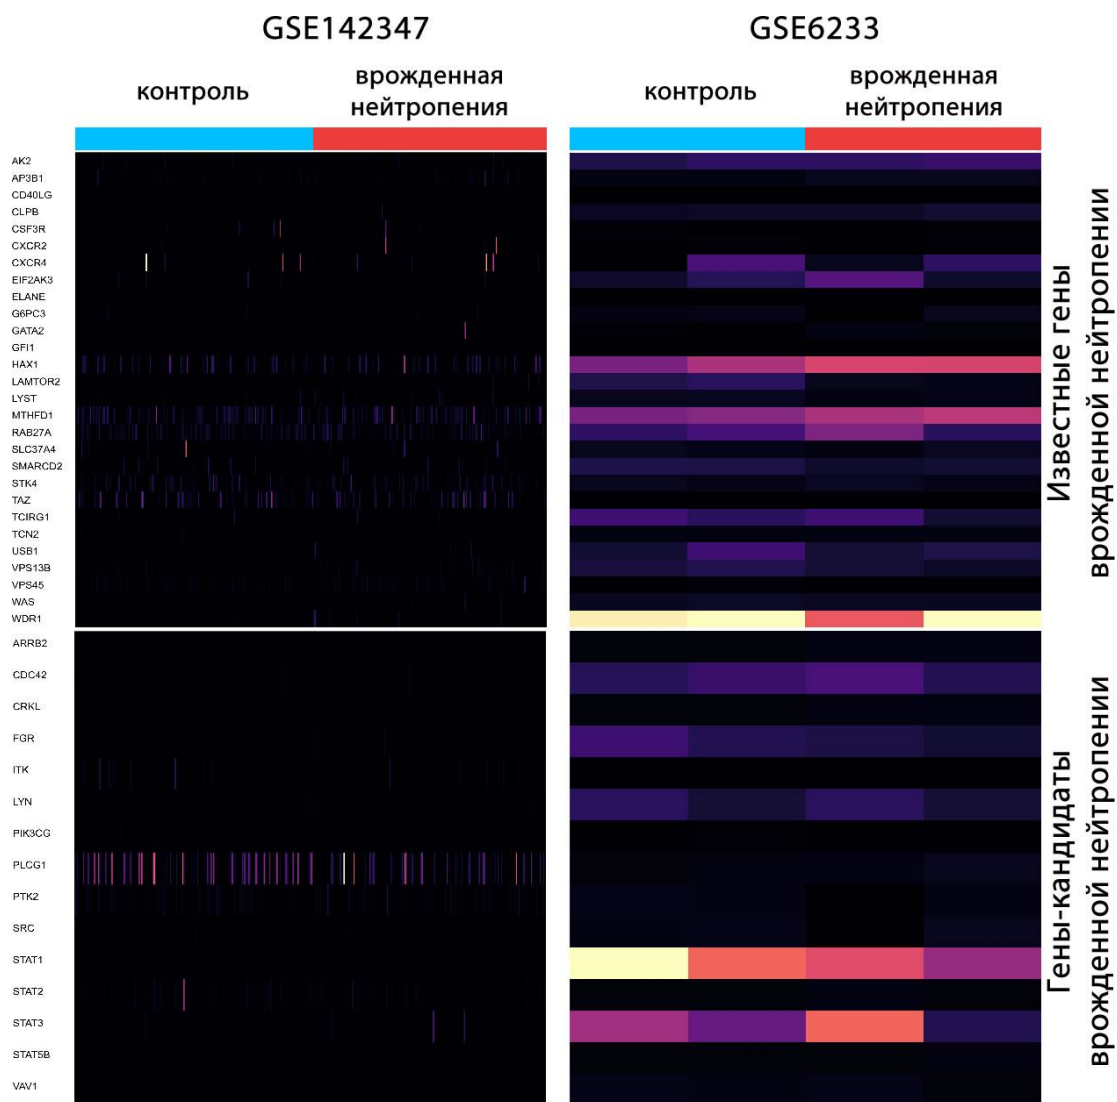 GSE142347
GSE6233
контроль
врожденная
нейтропения
контроль
врожденная
нейтропения
AK2
AP3B1
CD40LG
CLPB
CSF3R
CXCR2
CXCR4
EIF2AK3
ELANE
G6PC3
GATA2
GFI1
HAX1
LAMTOR2
LYST
MTHFD1
RAB27A
SLC37A4
SMARCD2
STK4
TAZ
TCIRG1
TCN2
USB1
VPS13B
VPS45
WAS
WDR1
Известные гены
врожденной нейтропении
ARRB2
CDC42
CRKL
FGR
ITK
LYN
PIK3CG
PLCG1
PTK2
SRC
STAT1
STAT2
STAT3
STAT5B
VAV1
Гены-кандидаты
врожденной нейтропении